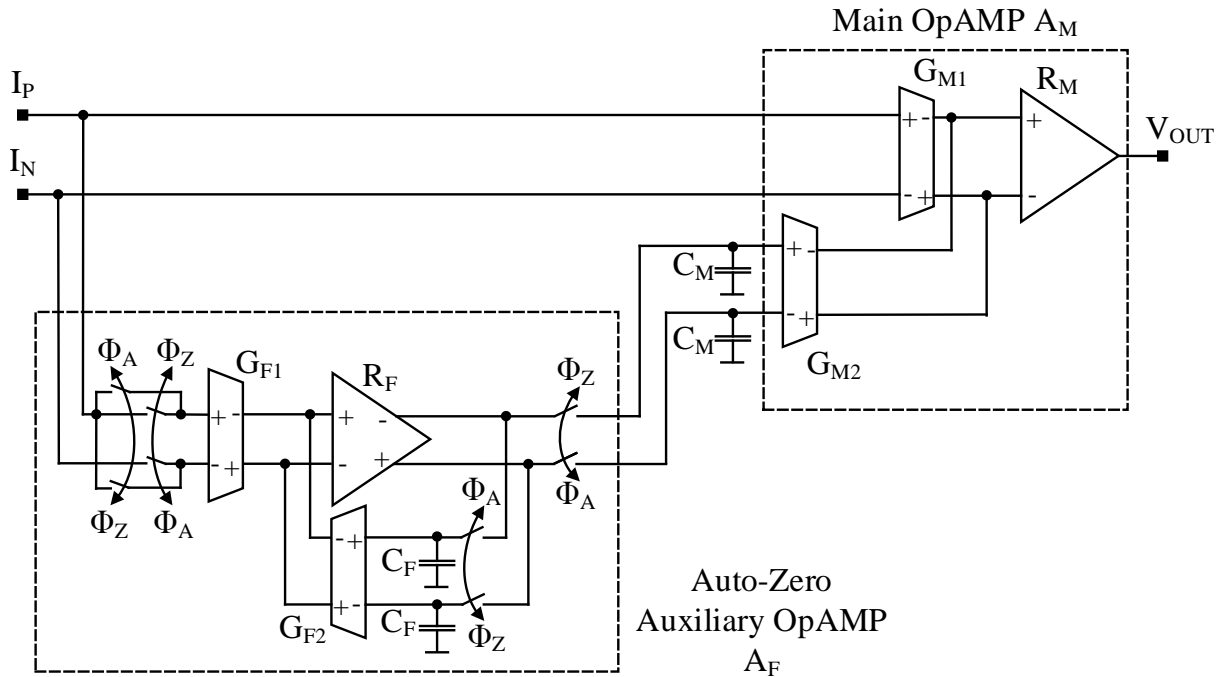 Main OpAMP A_M
G_M1
R_M
I_P
+ - +
V_OUT
I_N
- + -
+ -
C_M
- +
C_M
G_M2
Φ_A Φ_Z
G_F1
R_F
Φ_Z
+ - + -
- + - +
Φ_Z Φ_A
Φ_A
Φ_A
- +
C_F
+ -
C_F
G_F2
Φ_Z
Auto-Zero
Auxiliary OpAMP
A_F